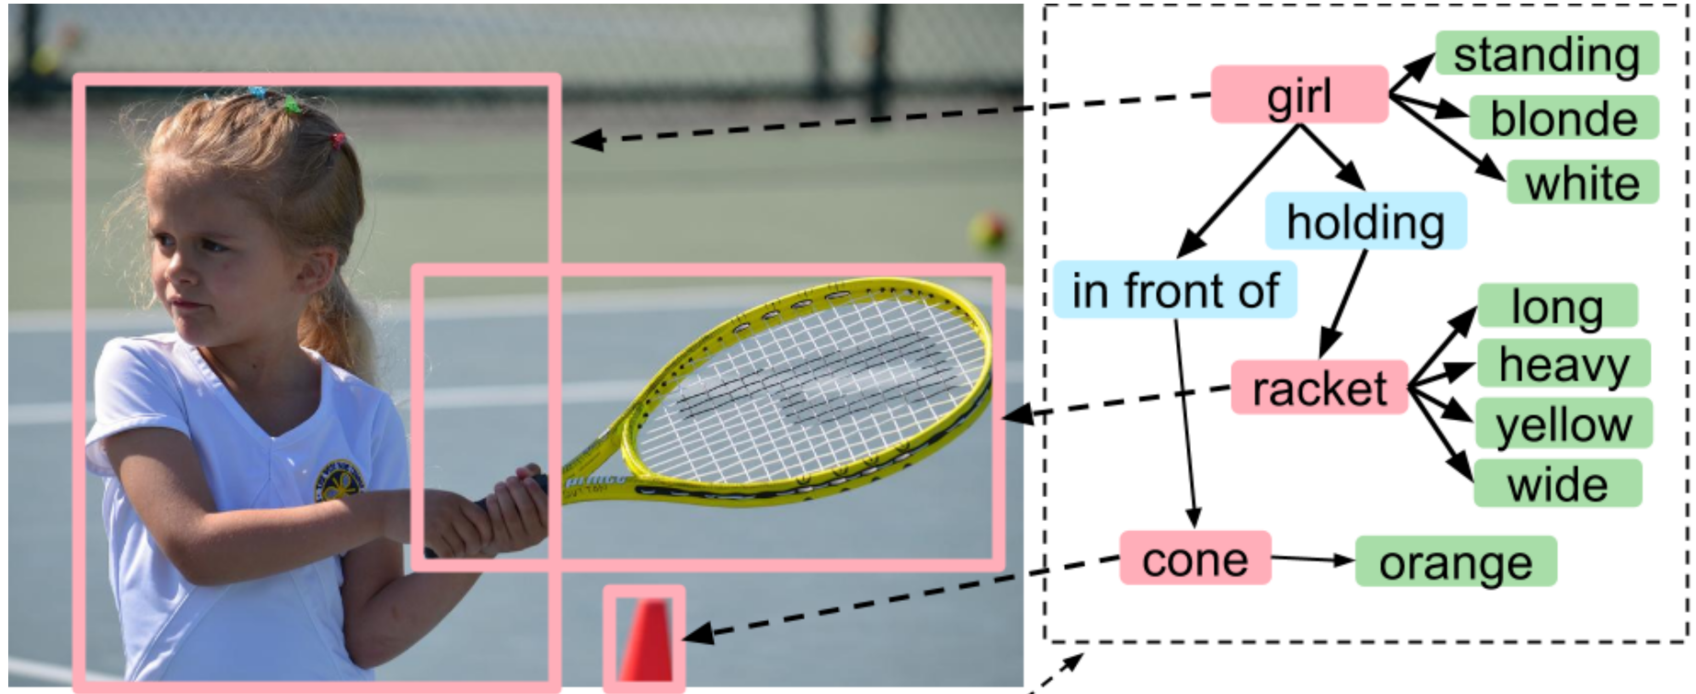 girl
standing
blonde
white
holding
in front of
racket
long
heavy
yellow
wide
cone
orange